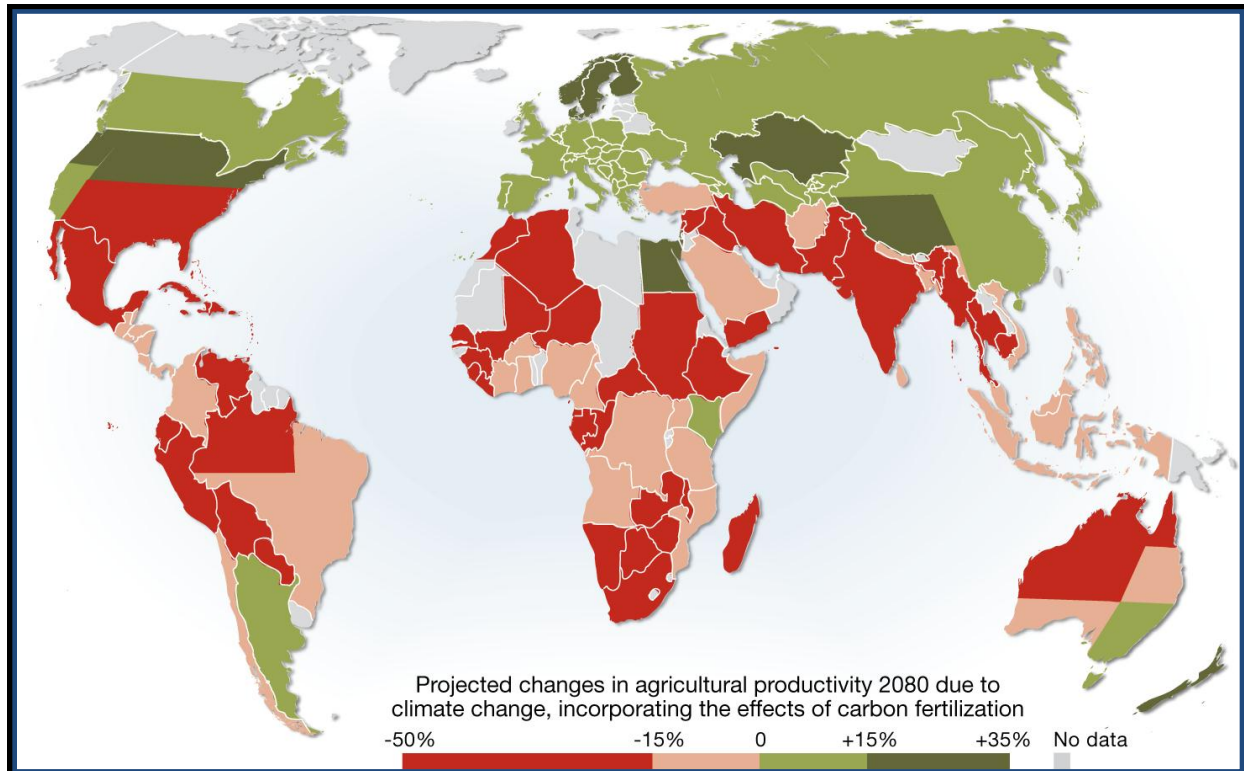 Projected changes in agricultural productivity 2080 due to
climate change, incorporating the effects of carbon fertilization
-50% -15% 0 +15% +35% No data